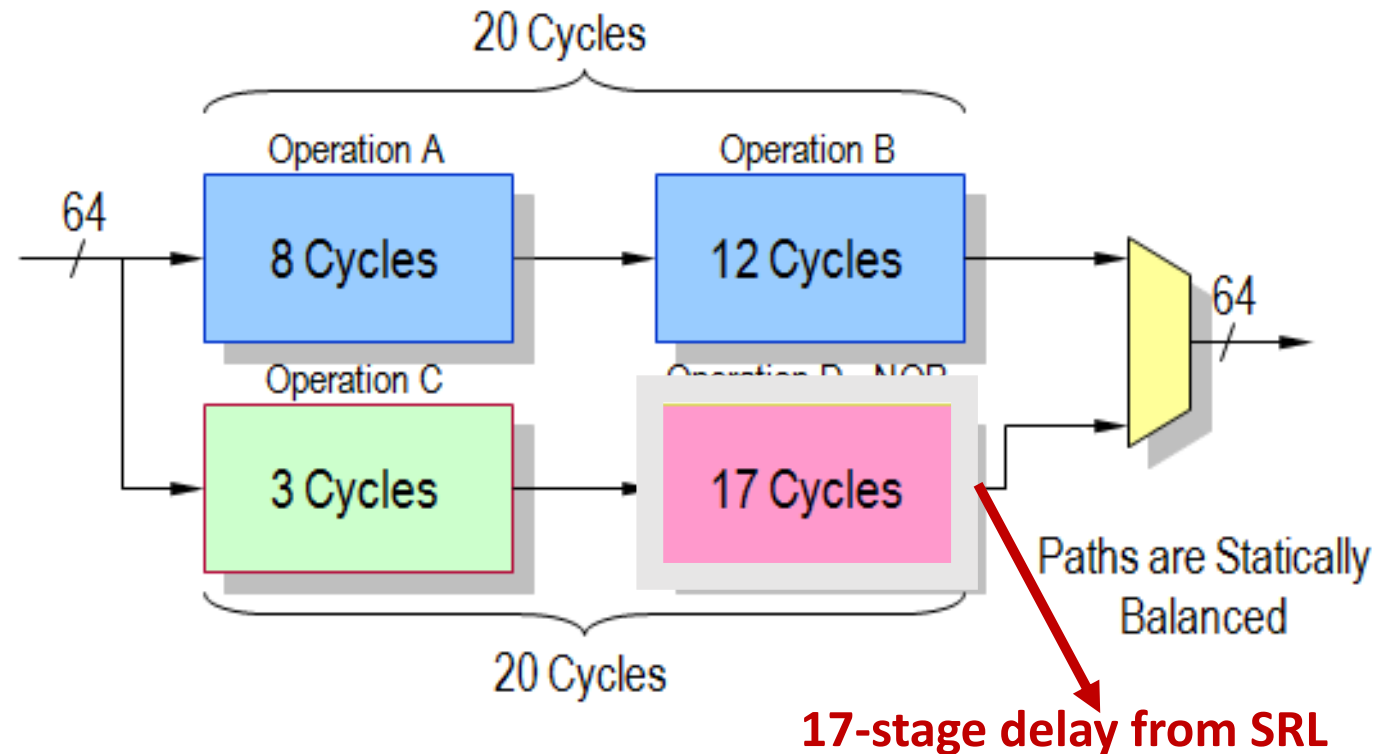 20 Cycles
Operation A
Operation B
64
8 Cycles
12 Cycles
64
Operation C
3 Cycles
17 Cycles
Paths are Statically
Balanced
20 Cycles
17-stage delay from SRL